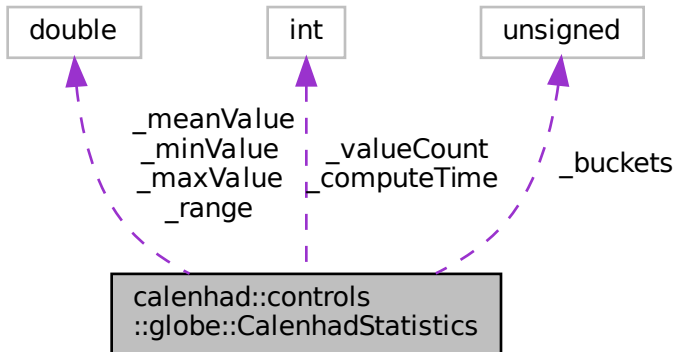 double
int
unsigned
_meanValue
_minValue
_maxValue
_range
_valueCount
_computeTime
_buckets
calenhad::controls
::globe::CalenhadStatistics